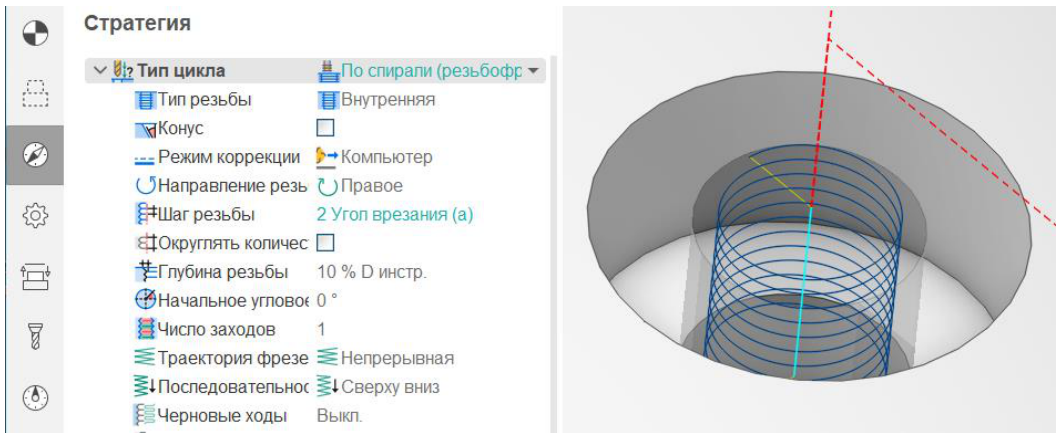 Стратегия
Тип цикла По спирали (резьбофр
Тип резьбы Внутренняя
Конус
Режим коррекции Компьютер
Направление резь Правое
Шаг резьбы 2 Угол врезания (a)
Округлять количес
Глубина резьбы 10 % D инстр.
Начальное угловое 0 °
Число заходов 1
Траектория фрезе Непрерывная
Последовательнос Сверху вниз
Черновые ходы Выкл.